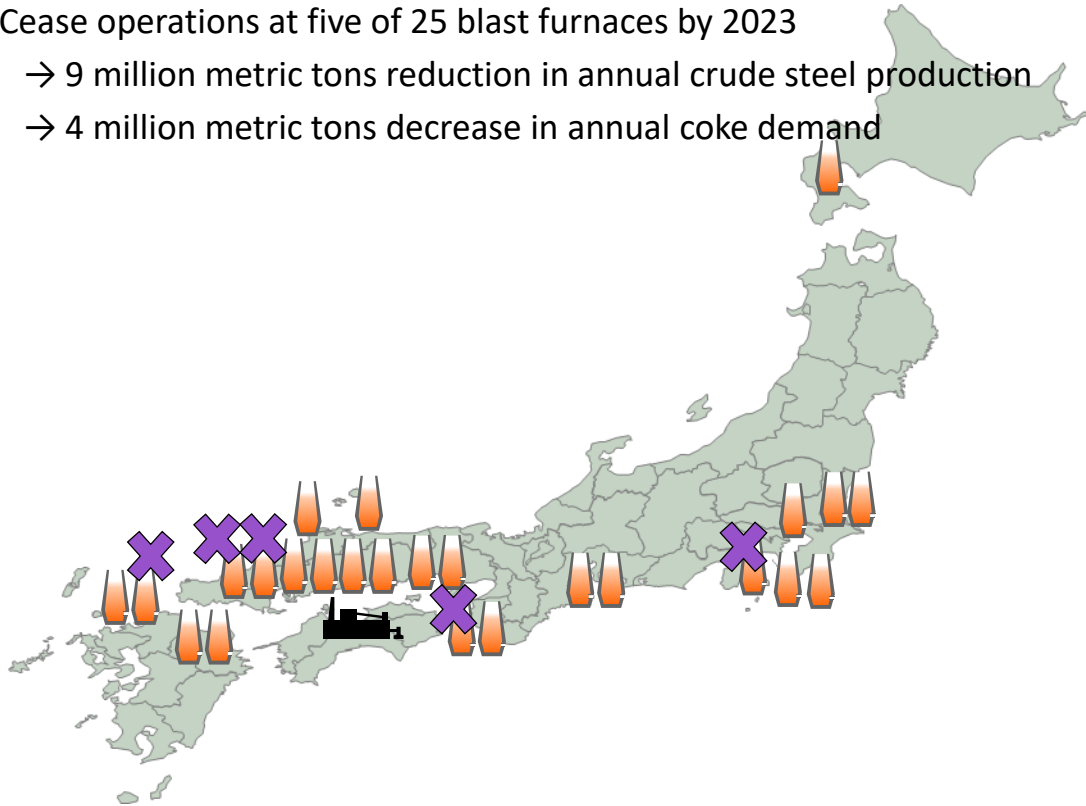 Cease operations at five of 25 blast furnaces by 2023
→ 9 million metric tons reduction in annual crude steel production
→ 4 million metric tons decrease in annual coke demand